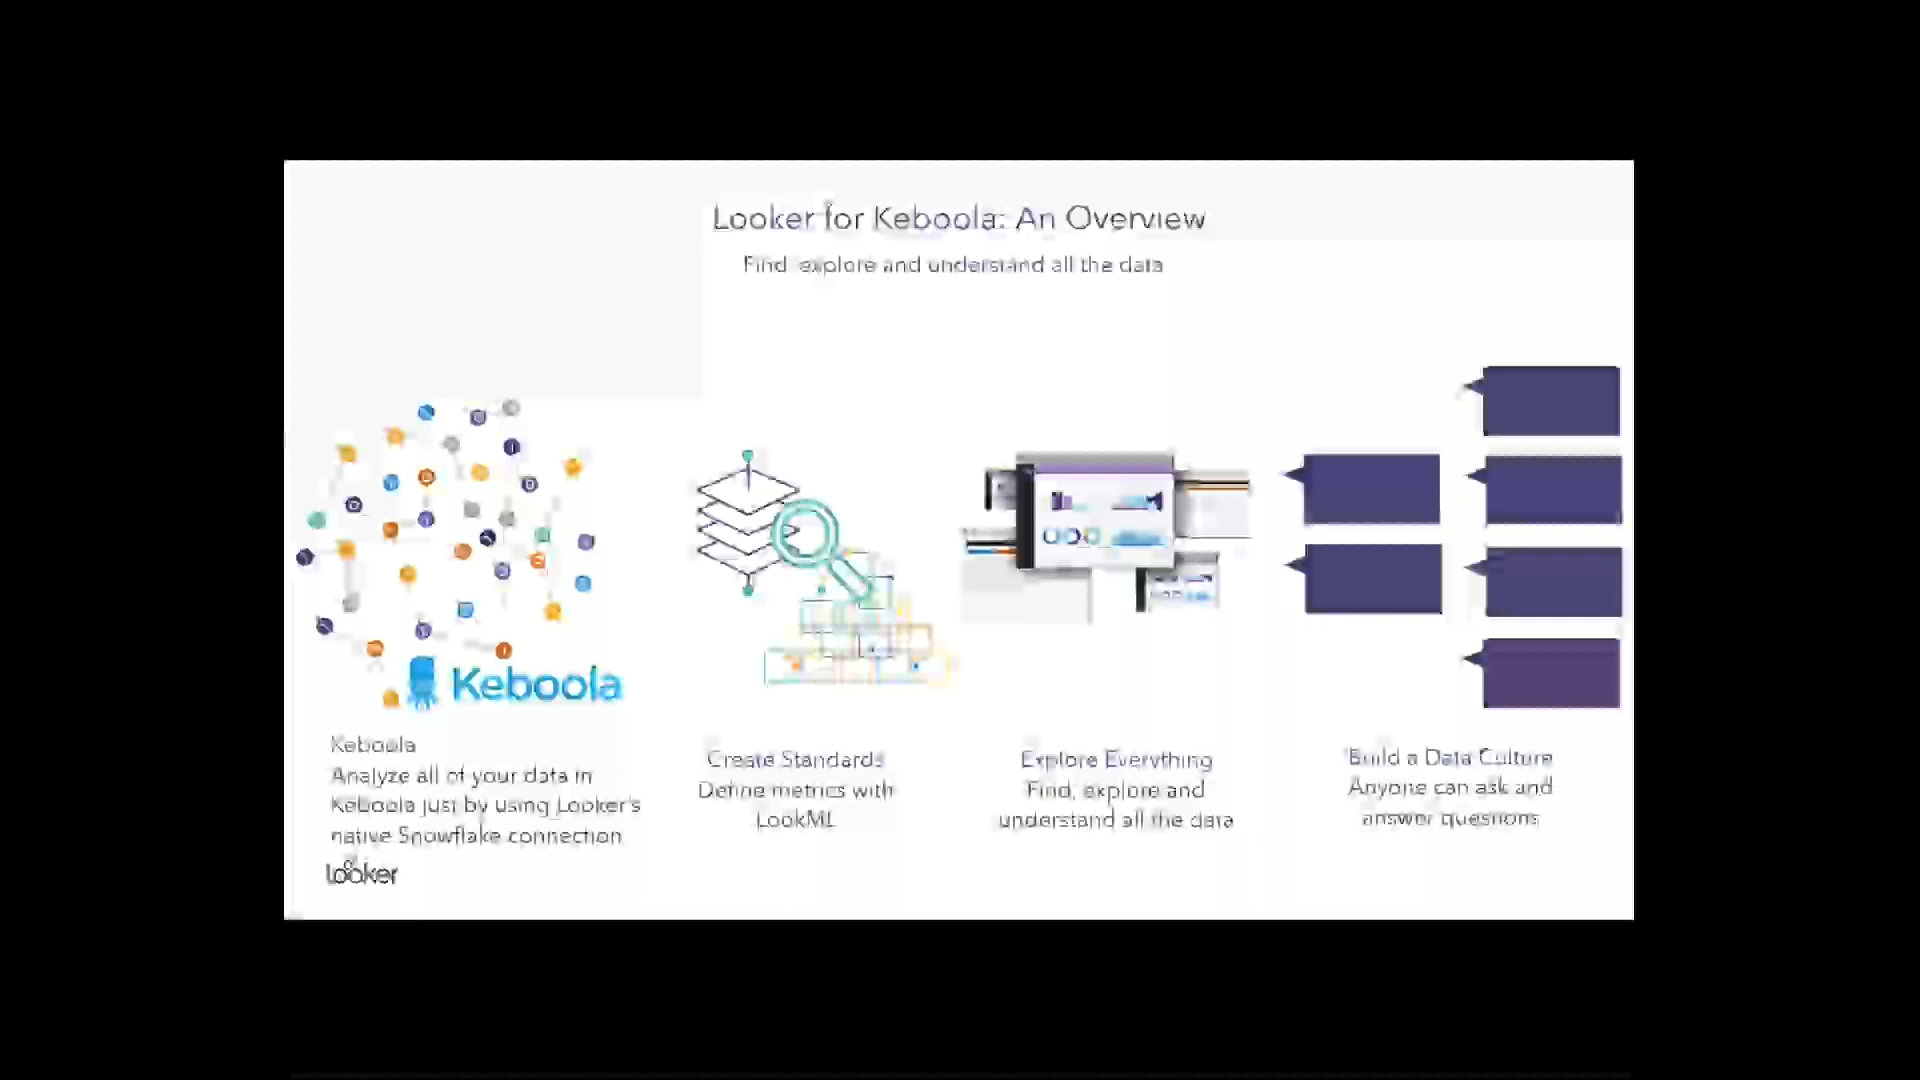 Looker for Keboola: An Overview
Find, explore and understand all the data
Keboola
Keboola
Analyze all of your data in
Keboola just by using Looker's
native Snowflake connection
Create Standards
Define metrics with
LookML
Explore Everything
Find, explore and
understand all the data
Build a Data Culture
Anyone can ask and
answer questions
looker